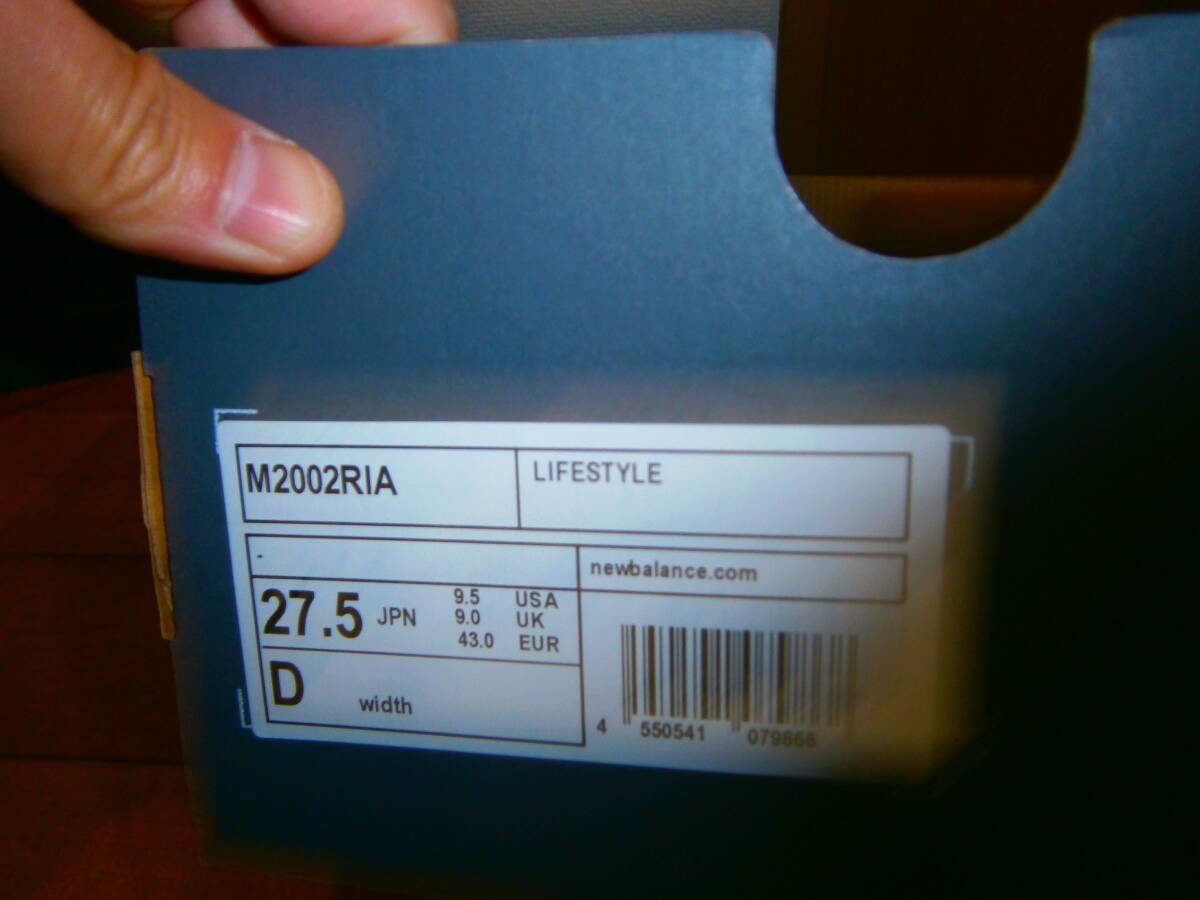 M2002RIA
LIFESTYLE
-
newbalance.com
27.5 JPN
9.5 USA
9.0 UK
43.0 EUR
D width
4 550541 079868